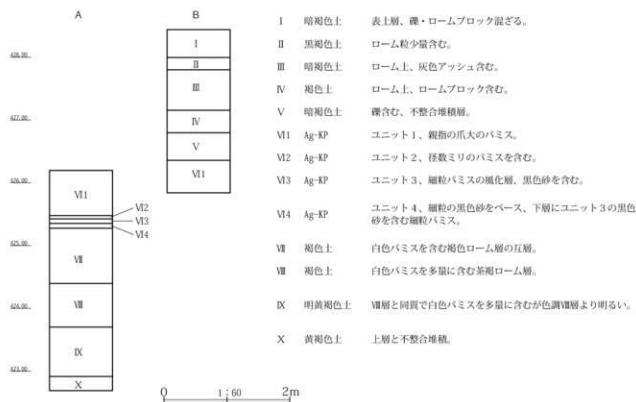 A
B
428.00
427.00
426.00
425.00
424.00
423.00
Ⅰ
Ⅱ
Ⅲ
Ⅳ
Ⅴ
Ⅵ1
Ⅵ1
Ⅵ2
Ⅵ3
Ⅵ4
Ⅶ
Ⅷ
Ⅸ
Ⅹ
0 1:60 2m
Ⅰ 暗褐色土 表土層、礫・ロームブロック混ざる。
Ⅱ 黒褐色土 ローム粒少量含む。
Ⅲ 暗褐色土 ローム土、灰色アッシュ含む。
Ⅳ 褐色土 ローム土、ロームブロック含む。
Ⅴ 暗褐色土 礫含む、不整合堆積層。
Ⅵ1 Ag-KP ユニット1、親指の爪大のパミス。
Ⅵ2 Ag-KP ユニット2、径数ミリのパミスを含む。
Ⅵ3 Ag-KP ユニット3、細粒パミスの風化層、黒色砂を含む。
Ⅵ4 Ag-KP ユニット4、細粒の黒色砂をベース、下層にユニット3の黒色
砂を含む細粒パミス。
Ⅶ 褐色土 白色パミスを含む褐色ローム層の互層。
Ⅷ 褐色土 白色パミスを多量に含む茶褐ローム層。
Ⅸ 明黄褐色土 Ⅷ層と同質で白色パミスを多量に含むが色調Ⅷ層より明るい。
Ⅹ 黄褐色土 上層と不整合堆積。